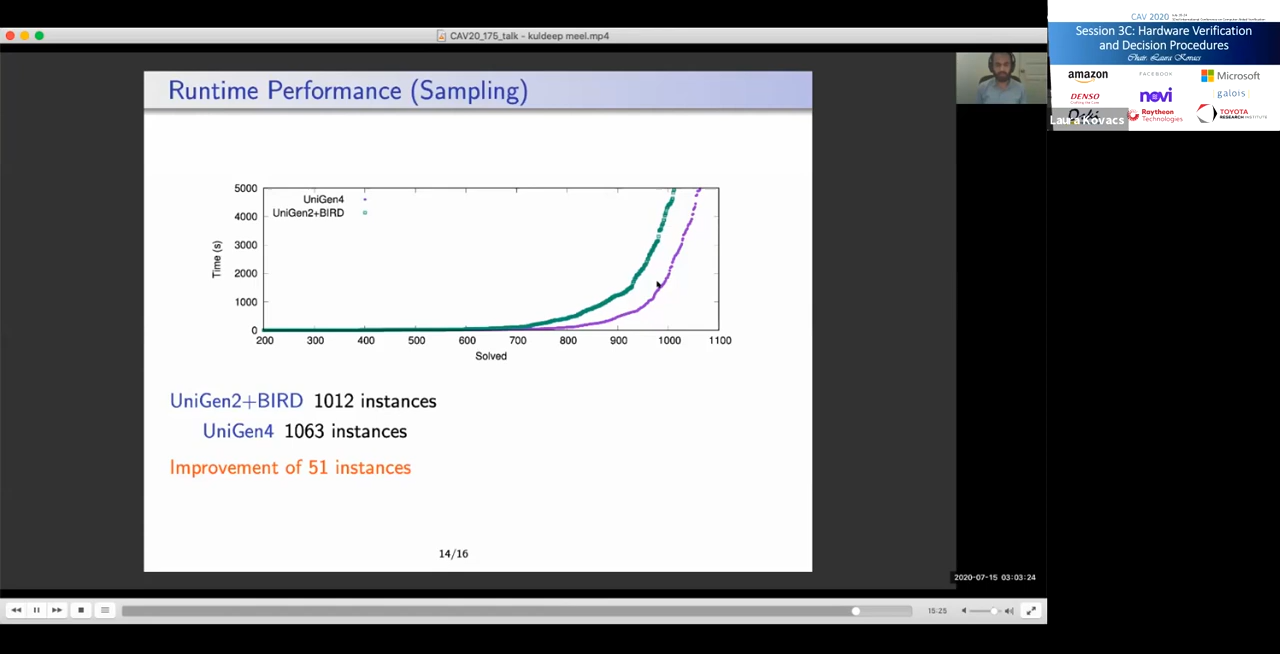 CAV20_175_talk - kuldeep meel.mp4
Runtime Performance (Sampling)
5000
4000
3000
2000
1000
0
Time (s)
UniGen4
UniGen2+BIRD
200 300 400 500 600 700 800 900 1000 1100
Solved
UniGen2+BIRD 1012 instances
UniGen4 1063 instances
Improvement of 51 instances
14/16
2020-07-15 03:03:24
15:25
CAV 2020
Session 3C: Hardware Verification
and Decision Procedures
Chair: Laura Kovacs
amazon
FACEBOOK
Microsoft
DENSO
novi
galois
Laura Kovacs
Raytheon
Technologies
TOYOTA
RESEARCH INSTITUTE